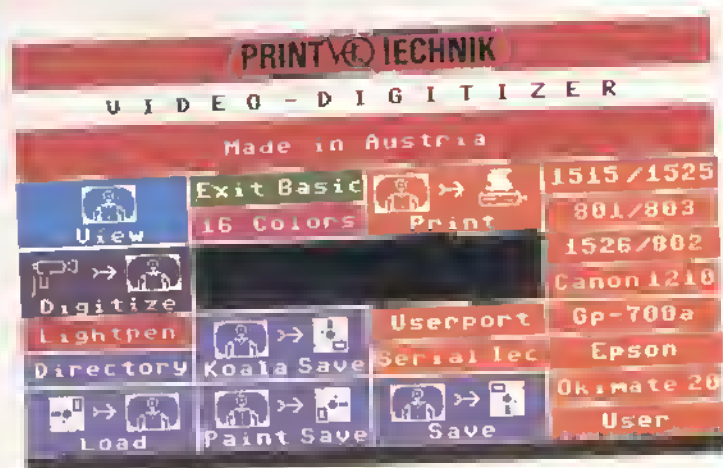 PRINT TECHNIK
VIDEO-DIGITIZER
Made in Austria
View
Exit Basic
16 Colors
Print
1515/1525
801/803
1526/802
Canon 1210
Gp-700a
Epson
Okimate 20
User
Digitize
Lightpen
Directory
Load
Koala Save
Paint Save
Userport
Serial Iec
Save